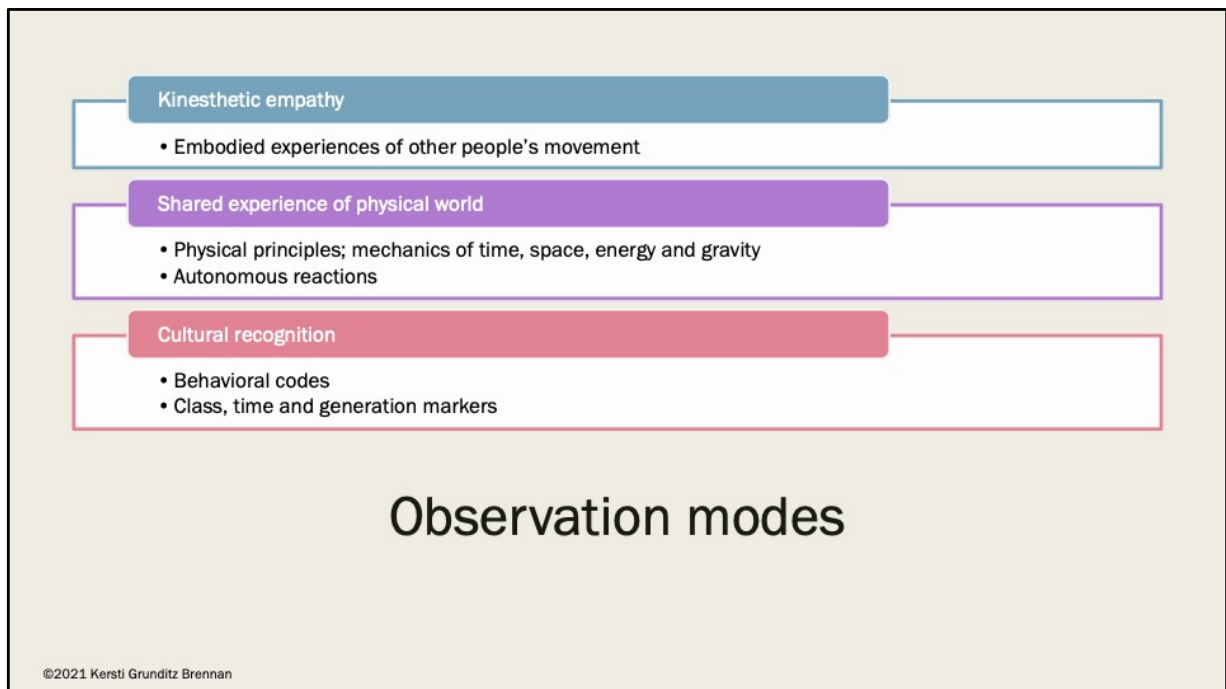 Kinesthetic empathy
• Embodied experiences of other people's movement
Shared experience of physical world
• Physical principles; mechanics of time, space, energy and gravity
• Autonomous reactions
Cultural recognition
• Behavioral codes
• Class, time and generation markers
Observation modes
©2021 Kersti Grunditz Brennan